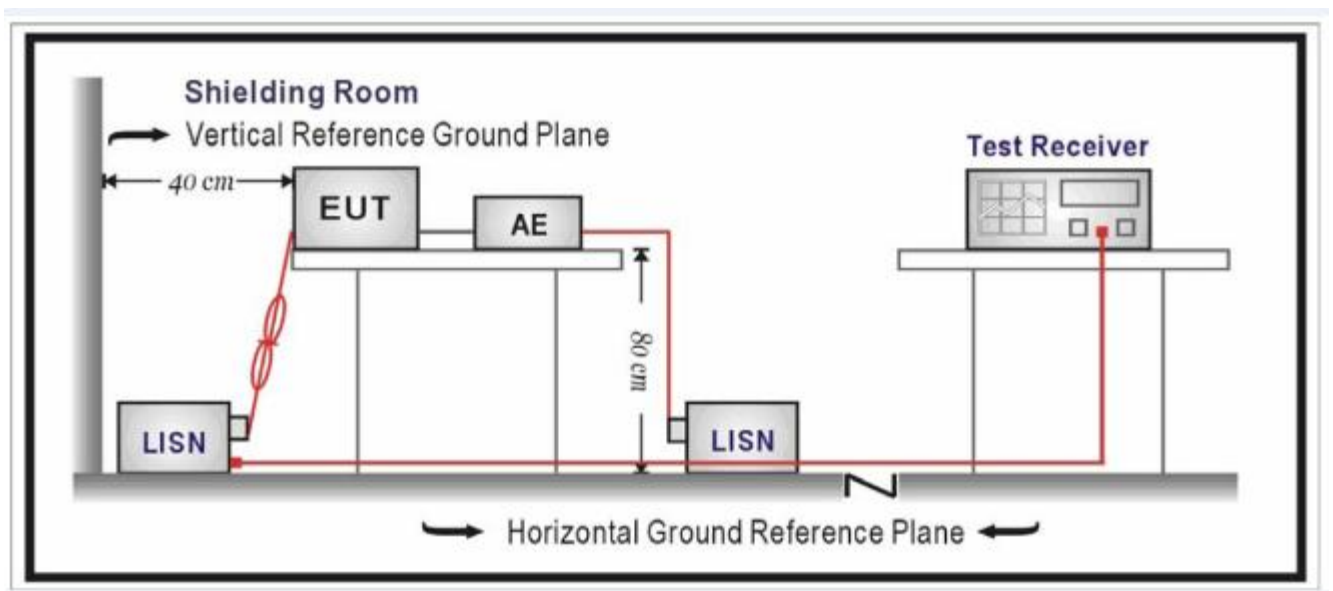 Shielding Room
Vertical Reference Ground Plane
Test Receiver
40 cm
EUT
AE
80 cm
LISN
LISN
Horizontal Ground Reference Plane